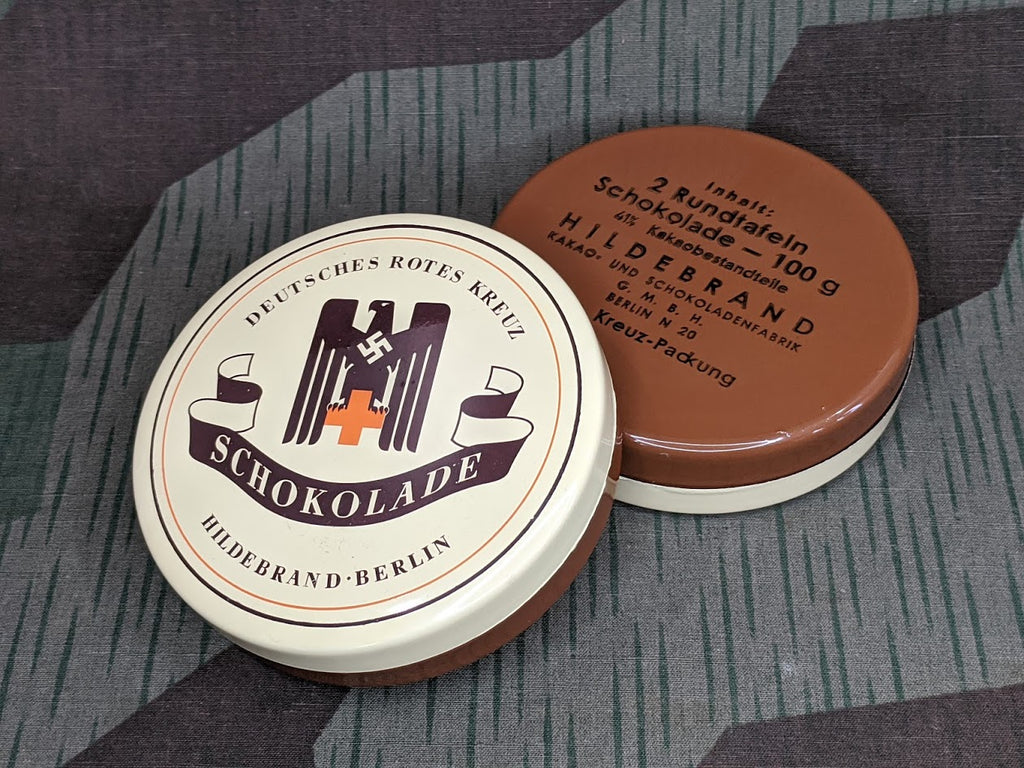 DEUTSCHES ROTES KREUZ
SCHOKOLADE
HILDEBRAND·BERLIN
Inhalt:
2 Rundtafeln
Schokolade — 100 g
41% Kakaobestandteile
HILDEBRAND
KAKAO- UND SCHOKOLADENFABRIK
G. M. B. H.
BERLIN N 20
Kreuz-Packung